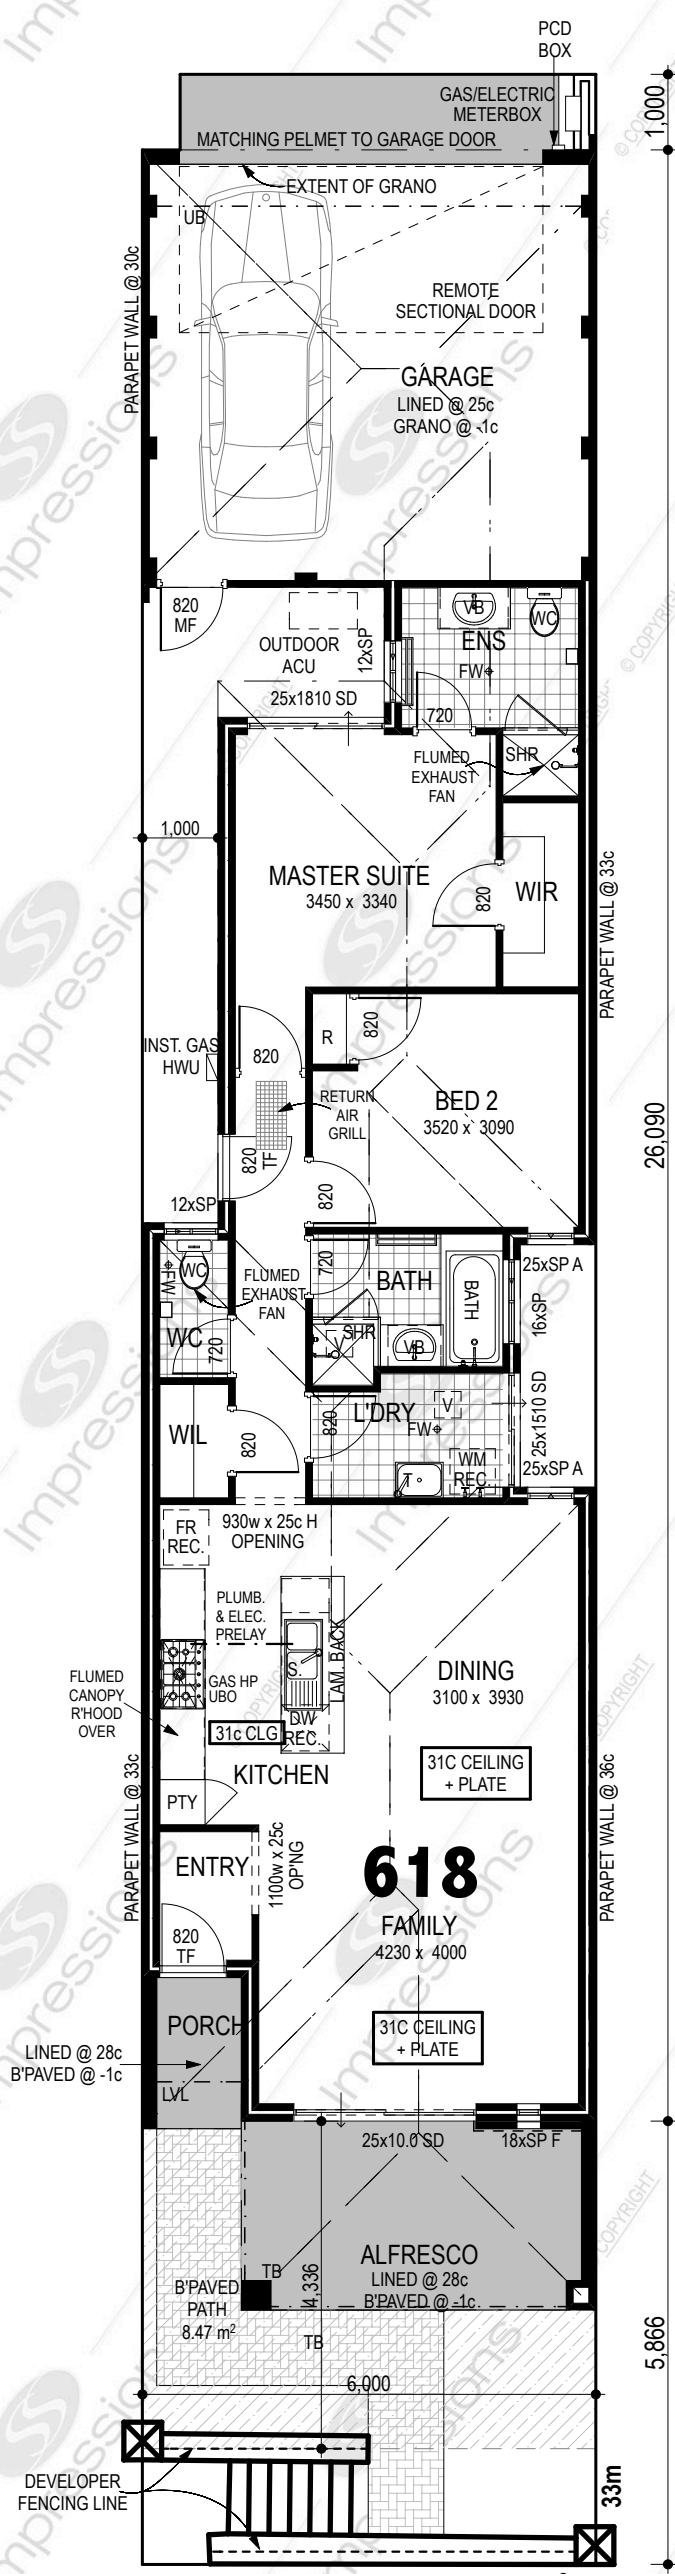 PCD
BOX
GAS/ELECTRIC
METERBOX
MATCHING PELMET TO GARAGE DOOR
1,000
EXTENT OF GRANO
UB
PARAPET WALL @ 30c
REMOTE
SECTIONAL DOOR
GARAGE
LINED @ 25c
GRANO @ -1c
820
MF
OUTDOOR
ACU
12xSP
VB
WC
ENS
FW
25x1810 SD
720
FLUMED
EXHAUST
FAN
SHR
1,000
MASTER SUITE
3450 x 3340
820
WIR
PARAPET WALL @ 33c
INST. GAS
HWU
820
R
820
RETURN
AIR
GRILL
BED 2
3520 x 3090
26,090
820
TF
820
12xSP
WC
FW
FLUMED
EXHAUST
FAN
720
BATH
BATH
25xSP A
16xSP
WC
720
SHR
V
VB
WIL
820
820
L'DRY
V
FW
25x1510 SD
25xSP A
WM
REC.
T
FR
REC.
930w x 25c H
OPENING
PLUMB.
& ELEC.
PRELAY
LAM. BACK
DINING
3100 x 3930
FLUMED
CANOPY
R'HOOD
OVER
GAS HP
UBO
S.
DW
REC.
31c CLG
KITCHEN
31C CEILING
+ PLATE
PTY
PARAPET WALL @ 33c
PARAPET WALL @ 36c
ENTRY
1100w x 25c
OP'NG
618
FAMILY
4230 x 4000
820
TF
PORCH
31C CEILING
+ PLATE
LINED @ 28c
B'PAVED @ -1c
LVL
25x10.0 SD
18xSP F
ALFRESCO
LINED @ 28c
B'PAVED @ -1c
TB
4,336
B'PAVED
PATH
8.47 m²
TB
5,866
6,000
DEVELOPER
FENCING LINE
33m
Impressions
© COPYRIGHT